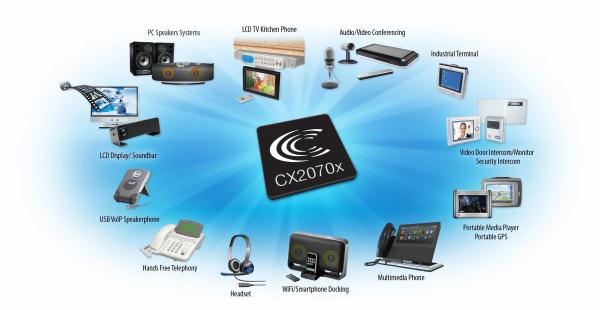 PC Speakers Systems
LCD TV Kitchen Phone
Audio/Video Conferencing
Industrial Terminal
LCD Display/ Soundbar
CX2070x
Video Door Intercom/Monitor
Security Intercom
USB VoIP Speakerphone
Portable Media Player
Portable GPS
Hands Free Telephony
Headset
WiFi/Smartphone Docking
Multimedia Phone